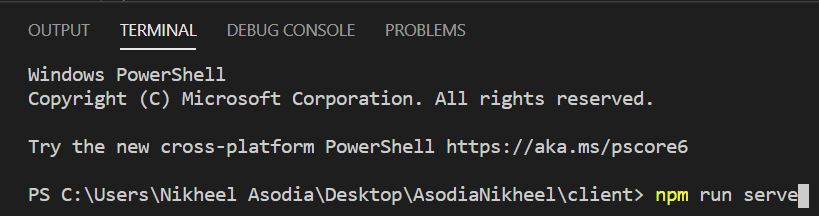 OUTPUT TERMINAL DEBUG CONSOLE PROBLEMS
Windows PowerShell
Copyright (C) Microsoft Corporation. All rights reserved.
Try the new cross-platform PowerShell https://aka.ms/pscore6
PS C:\Users\Nikheel Asodia\Desktop\AsodiaNikheel\client> npm run serve